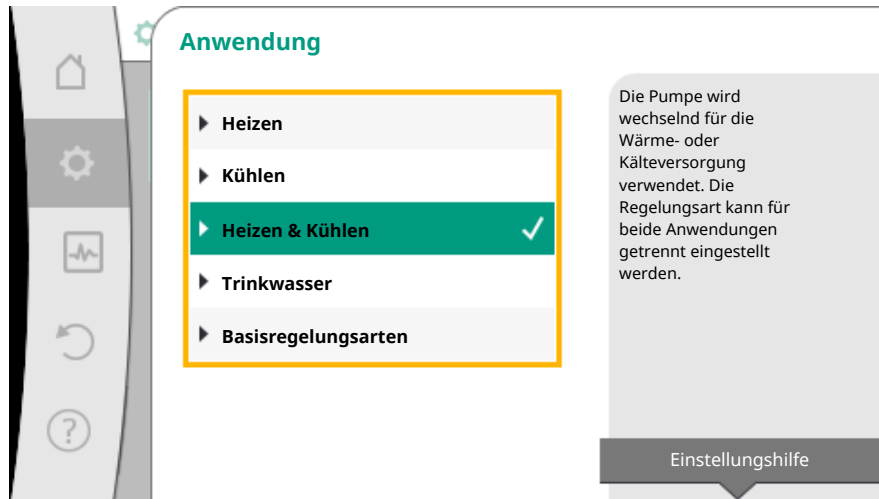 Anwendung
Heizen
Kühlen
Heizen & Kühlen
Trinkwasser
Basisregelungsarten
Die Pumpe wird
wechselnd für die
Wärme- oder
Kälteversorgung
verwendet. Die
Regelungsart kann für
beide Anwendungen
getrennt eingestellt
werden.
Einstellungshilfe
?